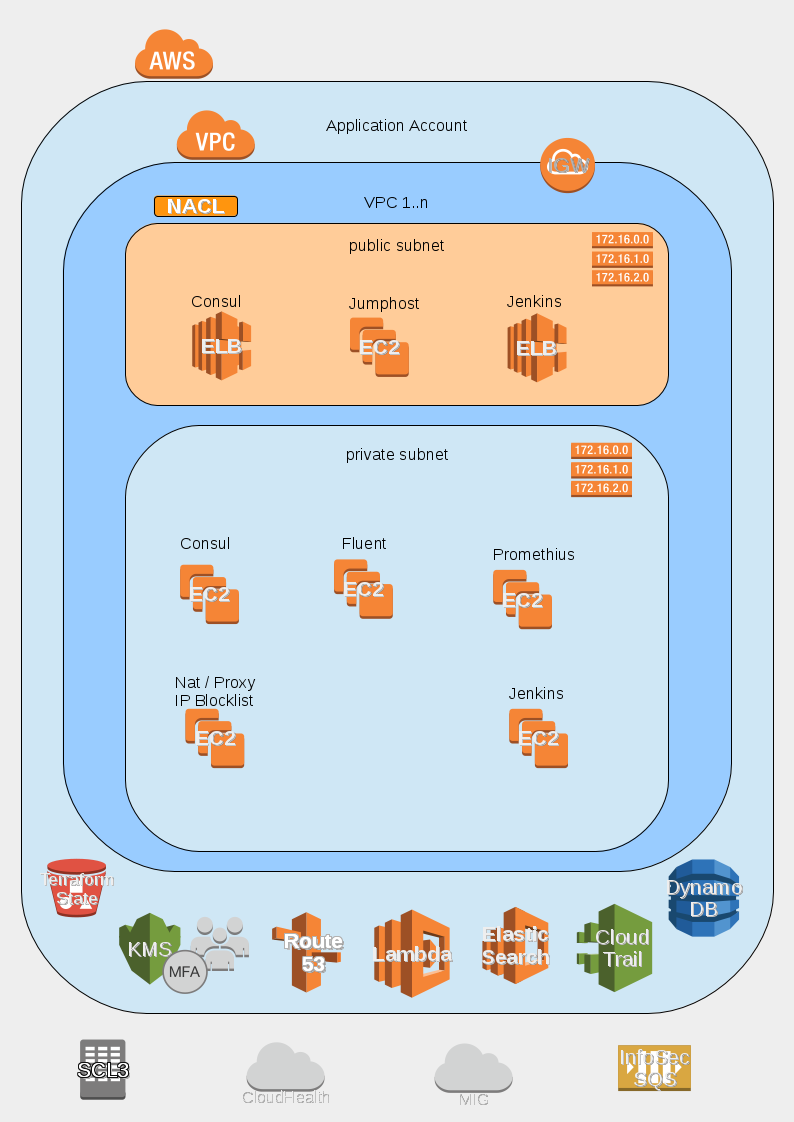 AWS
Application Account
VPC
IGW
NACL
VPC 1..n
public subnet
172.16.0.0
172.16.1.0
172.16.2.0
Consul
Jumphost
Jenkins
ELB
EC2
ELB
private subnet
172.16.0.0
172.16.1.0
172.16.2.0
Consul
Fluent
Promethius
EC2
EC2
EC2
Nat / Proxy
IP Blocklist
Jenkins
EC2
EC2
Terraform
State
Dynamo
DB
KMS
MFA
Route
53
Lambda
Elastic
Search
Cloud
Trail
SCL3
CloudHealth
MIG
InfoSec
SQS